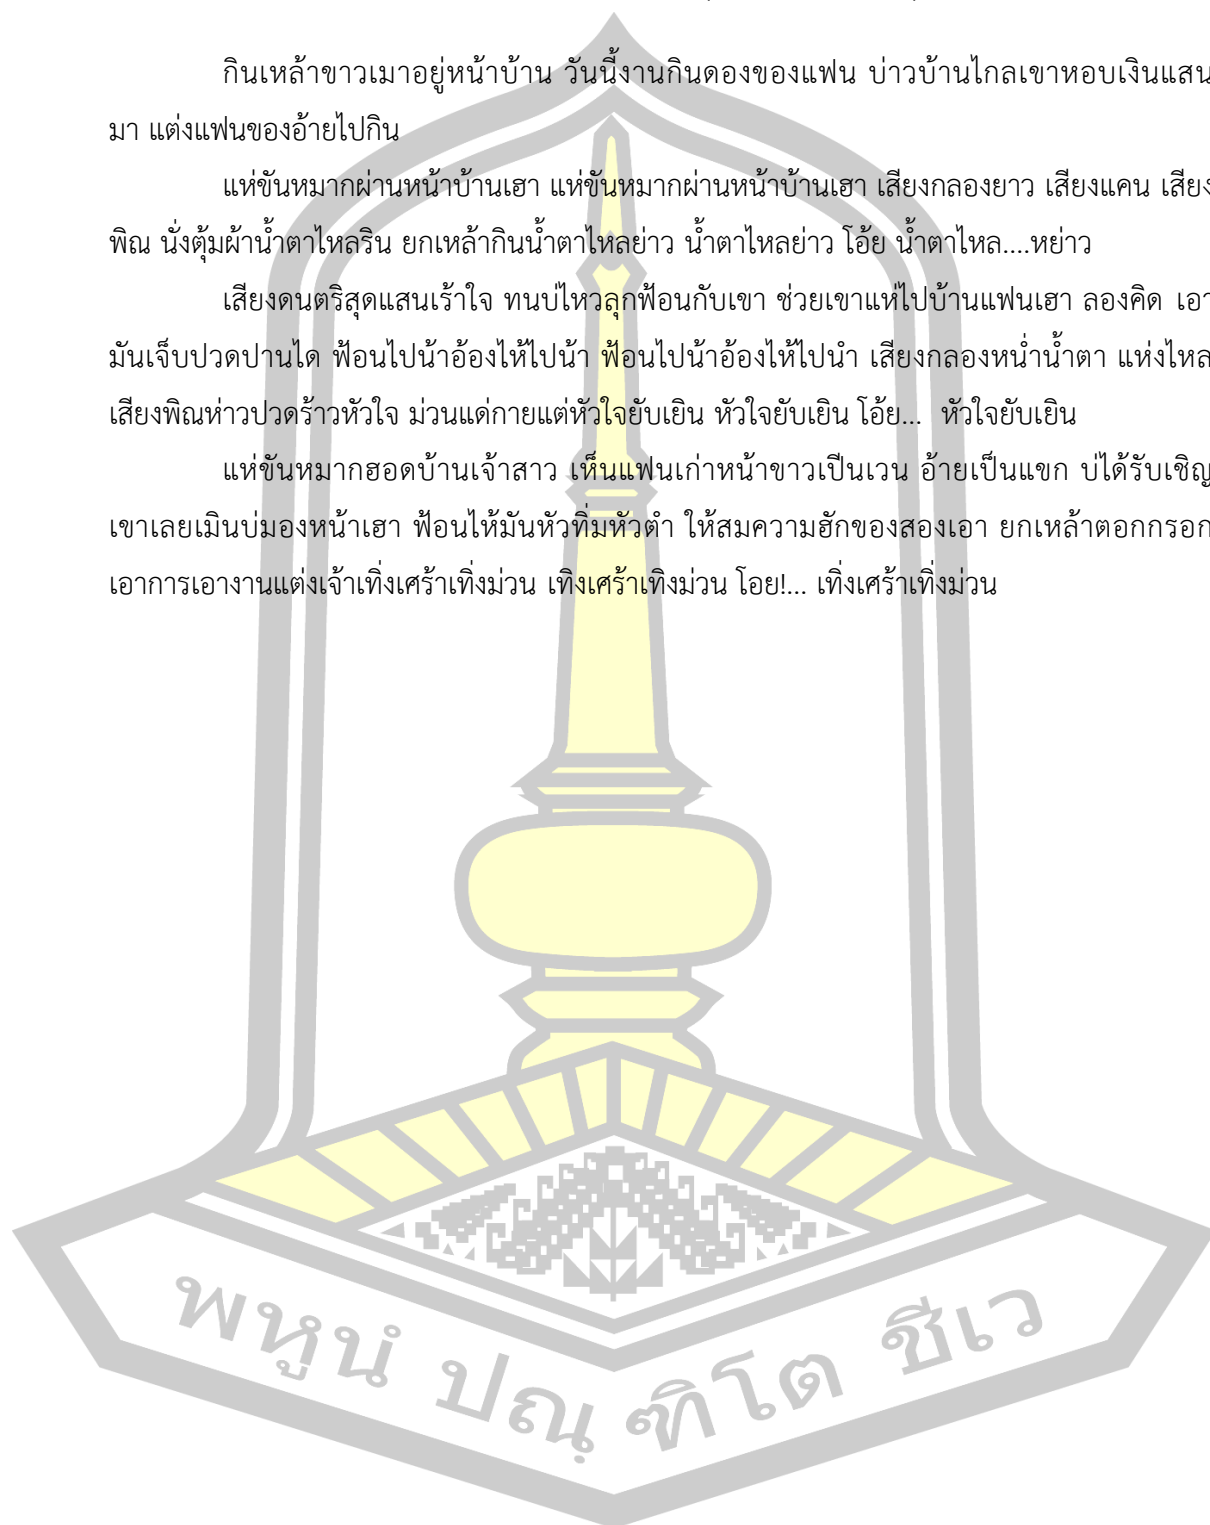 กินเหล้าขาวเมาอยู่หน้าบ้าน วันนี้งานกินดองของแฟน บ่าวบ้านไกลเขาหอบเงินแสน
มา แต่งแฟนของอ้ายไปกิน
แห่ขันหมากผ่านหน้าบ้านเฮา แห่ขันหมากผ่านหน้าบ้านเฮา เสียงกลองยาว เสียงแคน เสียง
พิณ นั่งตุ้มผ้าน้ำตาไหลริน ยกเหล้ากินน้ำตาไหลย่าว น้ำตาไหลย่าว โอ้ย น้ำตาไหล....หย่าว
เสียงดนตรีสุดแสนเร้าใจ ทนบ่ไหวลุกฟ้อนกับเขา ช่วยเขาแห่ไปบ้านแฟนเฮา ลองคิด เอา
มันเจ็บปวดปานได ฟ้อนไปน้าอ้องไห้ไปน้า ฟ้อนไปน้าอ้องไห้ไปนำ เสียงกลองหน่ำน้ำตา แห่งไหล
เสียงพิณห่าวปวดร้าวหัวใจ ม่วนแด่กายแต่หัวใจยับเยิน หัวใจยับเยิน โอ้ย... หัวใจยับเยิน
แห่ขันหมากฮอดบ้านเจ้าสาว เห็นแฟนเก่าหน้าขาวเปินเวน อ้ายเป็นแขก บ่ได้รับเชิญ
เขาเลยเมินบ่มองหน้าเฮา ฟ้อนไห้มันหัวทิ่มหัวตำ ให้สมความฮักของสองเอา ยกเหล้าตอกกรอก
เอาการเอางานแต่งเจ้าเทิ่งเศร้าเทิ่งม่วน เทิงเศร้าเทิงม่วน โอย!... เทิ่งเศร้าเทิ่งม่วน
พหูนํ ปณฺฑิโต ชีเว